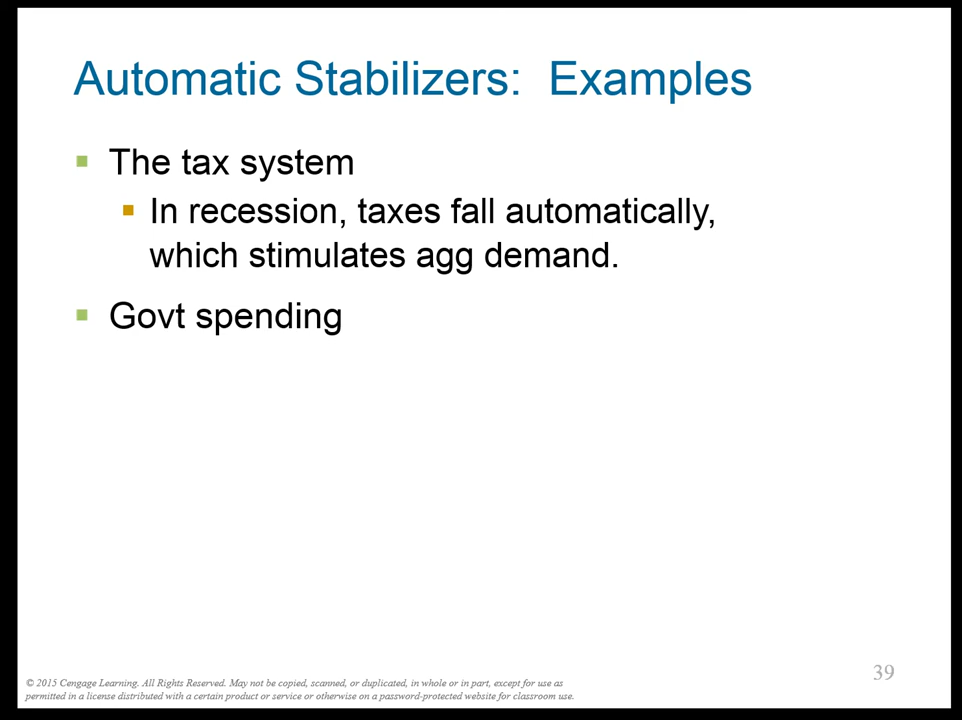 Automatic Stabilizers: Examples
The tax system
In recession, taxes fall automatically,
which stimulates agg demand.
Govt spending
39
© 2015 Cengage Learning. All Rights Reserved. May not be copied, scanned, or duplicated, in whole or in part, except for use as
permitted in a license distributed with a certain product or service or otherwise on a password-protected website for classroom use.